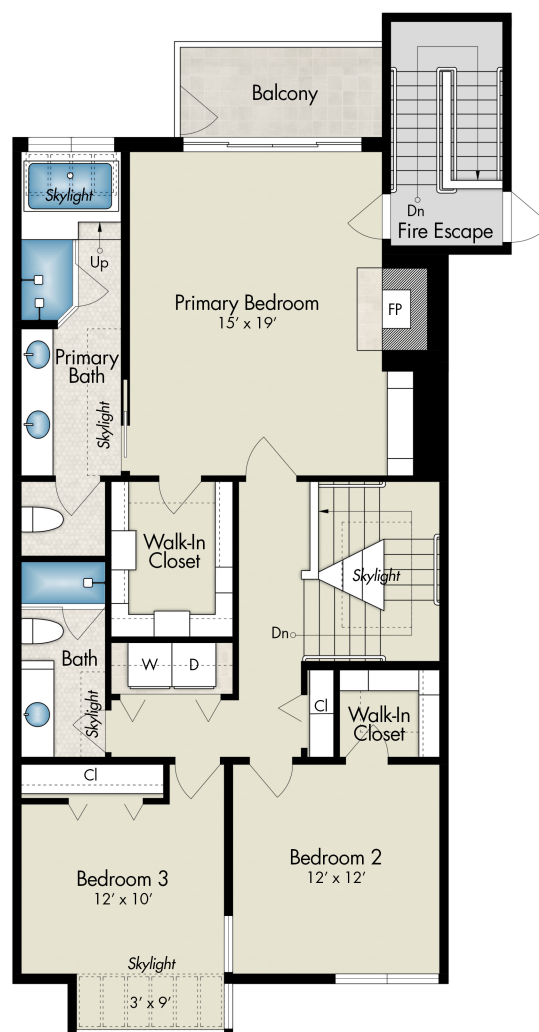 Balcony
Skylight
Dn
Fire Escape
Up
Primary Bedroom
15' x 19'
FP
Primary
Bath
Skylight
Walk-In
Closet
Skylight
Dn
Bath
W
D
Skylight
Cl
Walk-In
Closet
Cl
Bedroom 2
12' x 12'
Bedroom 3
12' x 10'
Skylight
3' x 9'